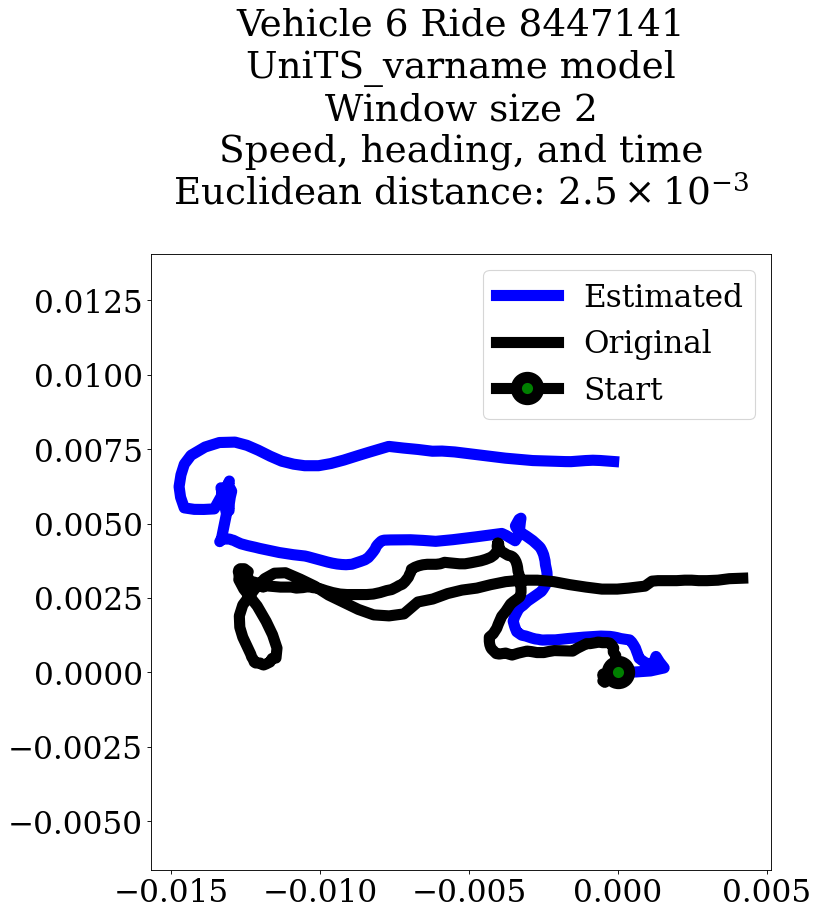 Vehicle 6 Ride 8447141
UniTS_varname model
Window size 2
Speed, heading, and time
Euclidean distance: 2.5 × 10⁻³
Estimated
Original
Start
0.0125
0.0100
0.0075
0.0050
0.0025
0.0000
−0.0025
−0.0050
−0.015 −0.010 −0.005 0.000 0.005